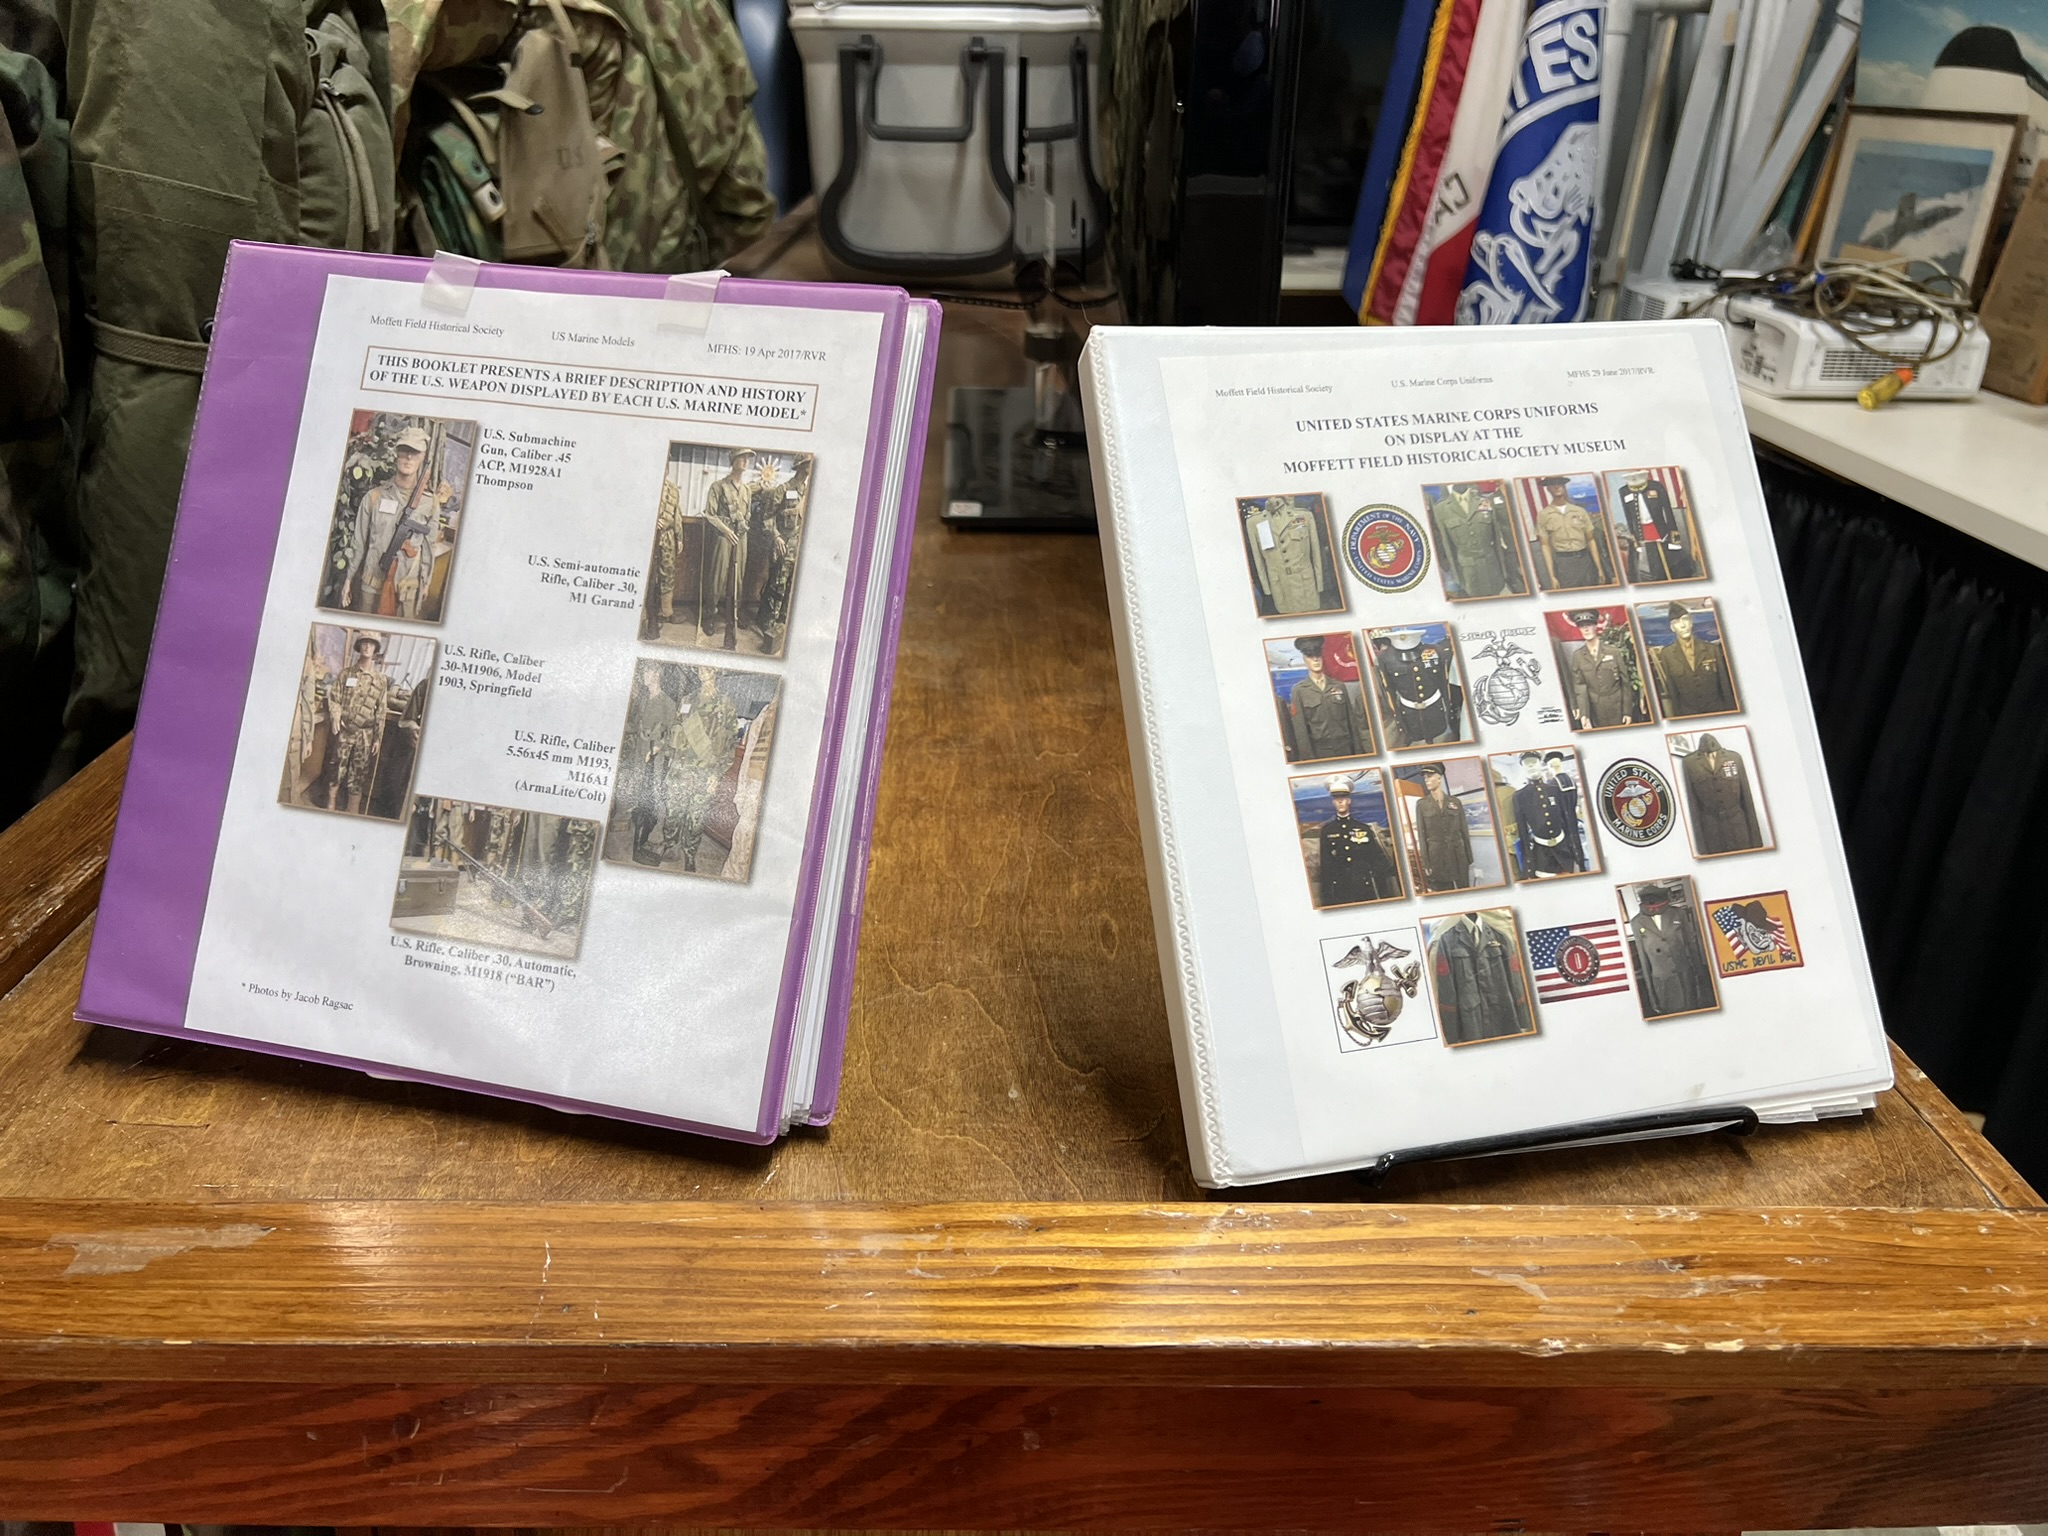 Moffett Field Historical Society US Marine Models MFHS: 19 Apr 2017/RVR
THIS BOOKLET PRESENTS A BRIEF DESCRIPTION AND HISTORY
OF THE U.S. WEAPON DISPLAYED BY EACH U.S. MARINE MODEL*
U.S. Submachine
Gun, Caliber .45
ACP, M1928A1
Thompson
U.S. Semi-automatic
Rifle, Caliber .30,
M1 Garand
U.S. Rifle, Caliber
.30-M1906, Model
1903, Springfield
U.S. Rifle, Caliber
5.56x45 mm M193,
M16A1
(ArmaLite/Colt)
U.S. Rifle, Caliber .30, Automatic,
Browning, M1918 ("BAR")
* Photos by Jacob Ragsac
Moffett Field Historical Society U.S. Marine Corps Uniforms MFHS 29 June 2017/RVR
UNITED STATES MARINE CORPS UNIFORMS
ON DISPLAY AT THE
MOFFETT FIELD HISTORICAL SOCIETY MUSEUM
DEPARTMENT OF THE NAVY
UNITED STATES MARINE CORPS
UNITED STATES
MARINE CORPS
USMC DEVIL DOG
U.S.
TES